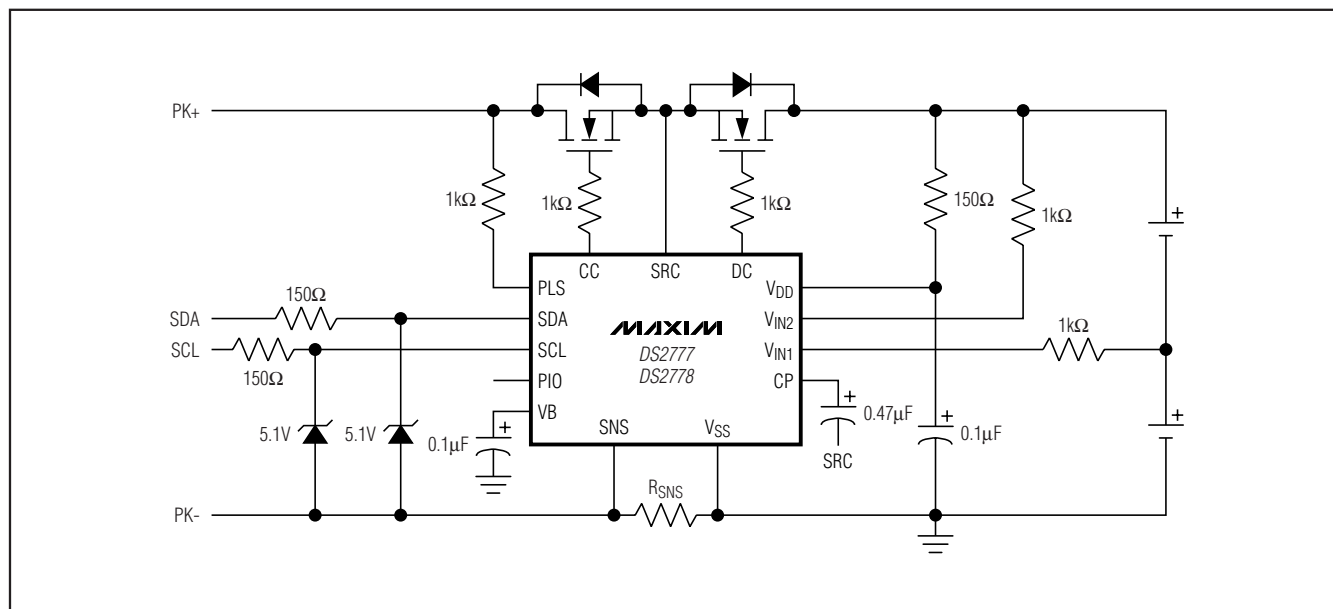 PK+
1kΩ
1kΩ
1kΩ
150Ω
1kΩ
+
CC
SRC
DC
PLS
VDD
150Ω
SDA
SDA
MAXIM
VIN2
1kΩ
SCL
SCL
DS2777
VIN1
150Ω
DS2778
PIO
CP
+
0.47µF
+
VB
SNS
VSS
5.1V
5.1V
0.1µF
+
SRC
+
0.1µF
RSNS
PK-